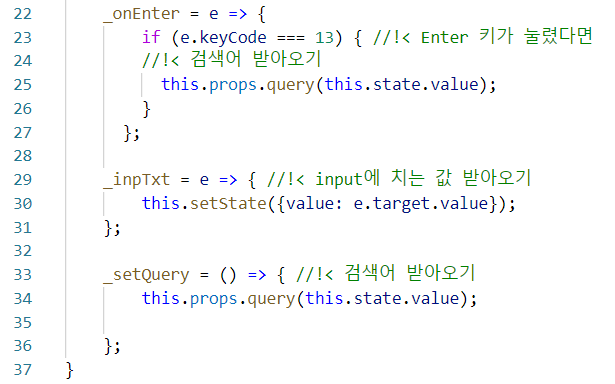 22 _onEnter = e => {
23 if (e.keyCode === 13) { //!< Enter 키가 눌렸다면
24 //!< 검색어 받아오기
25 this.props.query(this.state.value);
26 }
27 };
28
29 _inpTxt = e => { //!< input에 치는 값 받아오기
30 this.setState({value: e.target.value});
31 };
32
33 _setQuery = () => { //!< 검색어 받아오기
34 this.props.query(this.state.value);
35
36 };
37 }